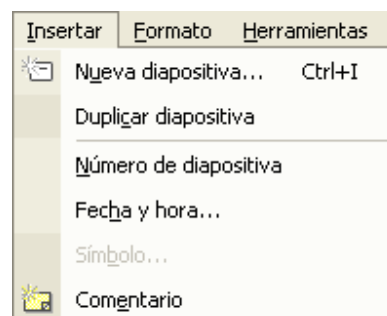 Insertar Formato Herramientas
Nueva diapositiva... Ctrl+I
Duplicar diapositiva
Número de diapositiva
Fecha y hora...
Símbolo...
Comentario